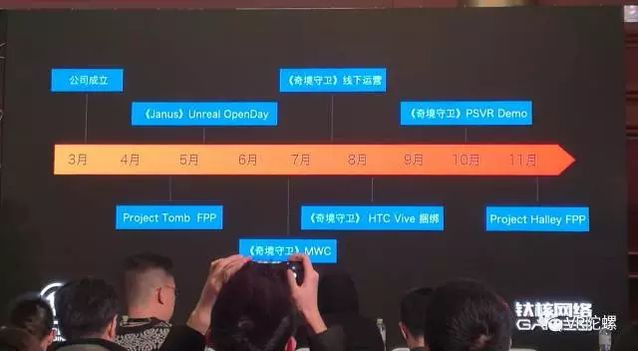 公司成立
《奇境守卫》线下运营
《Janus》Unreal OpenDay
《奇境守卫》PSVR Demo
3月 4月 5月 6月 7月 8月 9月 10月 11月
Project Tomb FPP
《奇境守卫》 HTC Vive 捆绑
Project Halley FPP
《奇境守卫》MWC
钛核网络
VR陀螺